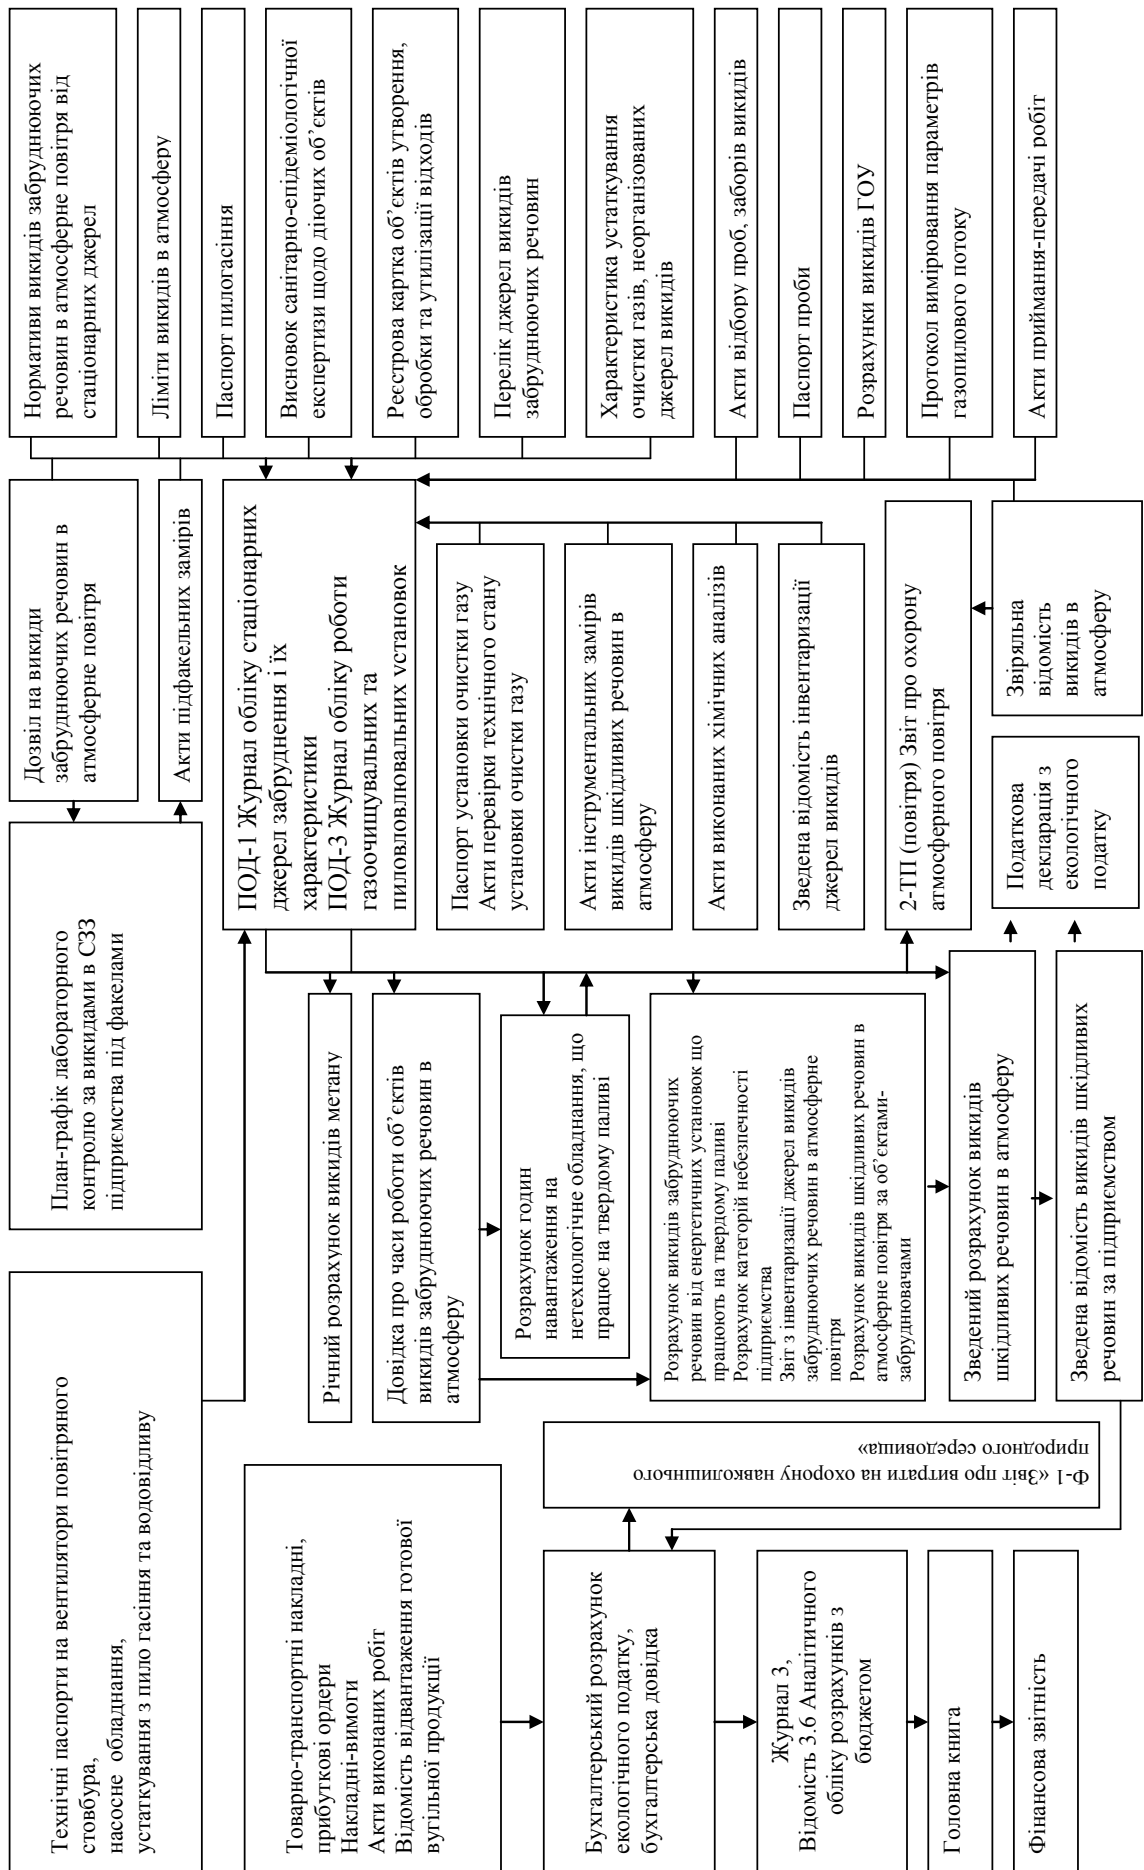 Нормативи викидів забруднюючих
речовин в атмосферне повітря від
стаціонарних джерел
Ліміти викидів в атмосферу
Паспорт пилогасіння
Висновок санітарно-епідеміологічної
експертизи щодо діючих об’єктів
Реєстрова картка об’єктів утворення,
обробки та утилізації відходів
Перелік джерел викидів
забруднюючих речовин
Характеристика устаткування
очистки газів, неорганізованих
джерел викидів
Акти відбору проб, заборів викидів
Паспорт проби
Розрахунки викидів ГОУ
Протокол вимірювання параметрів
газопилового потоку
Акти приймання-передачі робіт
Дозвіл на викиди
забруднюючих речовин в
атмосферне повітря
Акти підфакельних замірів
ПОД-1 Журнал обліку стаціонарних
джерел забруднення і їх
характеристики
ПОД-3 Журнал обліку роботи
газоочищувальних та
пиловловлювальних установок
Паспорт установки очистки газу
Акти перевірки технічного стану
установки очистки газу
Акти інструментальних замірів
викидів шкідливих речовин в
атмосферу
Акти виконаних хімічних аналізів
Зведена відомість інвентаризації
джерел викидів
2-ТП (повітря) Звіт про охорону
атмосферного повітря
Звіряльна
відомість
викидів в
атмосферу
Податкова
декларація з
екологічного
податку
План-графік лабораторного
контролю за викидами в СЗЗ
підприємства під факелами
Річний розрахунок викидів метану
Довідка про часи роботи об’єктів
викидів забруднюючих речовин в
атмосферу
Розрахунок годин
навантаження на
нетехнологічне обладнання, що
працює на твердому паливі
Розрахунок викидів забруднюючих
речовин від енергетичних установок що
працюють на твердому паливі
Розрахунок категорій небезпечності
підприємства
Звіт з інвентаризації джерел викидів
забруднюючих речовин в атмосферне
повітря
Розрахунок викидів шкідливих речовин в
атмосферне повітря за об’єктами-
забруднювачами
Зведений розрахунок викидів
шкідливих речовин в атмосферу
Зведена відомість викидів шкідливих
речовин за підприємством
Технічні паспорти на вентилятори повітряного
стовбура,
насосне обладнання,
устаткування з пило гасіння та водовідливу
Товарно-транспортні накладні,
прибуткові ордери
Накладні-вимоги
Акти виконаних робіт
Відомість відвантаження готової
вугільної продукції
Ф-1 «Звіт про витрати на охорону навколишнього
природного середовища»
Бухгалтерський розрахунок
екологічного податку,
бухгалтерська довідка
Журнал 3,
Відомість 3.6 Аналітичного
обліку розрахунків з
бюджетом
Головна книга
Фінансова звітність